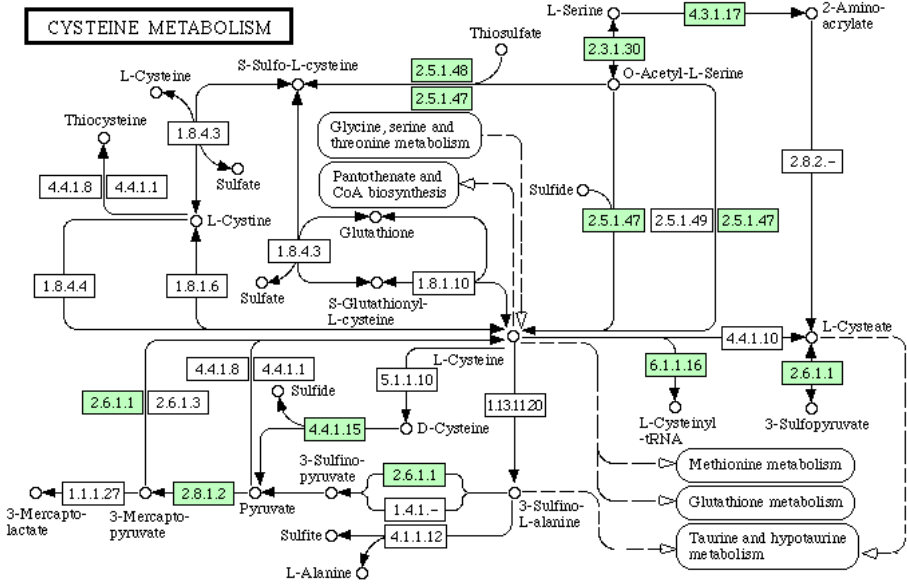 CYSTEINE METABOLISM
L-Serine
4.3.1.17
2-Amino-
acrylate
2.3.1.30
Thiosulfate
L-Cysteine
S-Sulfo-L-cysteine
2.5.1.48
O-Acetyl-L-Serine
2.5.1.47
Thiocysteine
1.8.4.3
Glycine, serine and
threonine metabolism
2.8.2.-
Sulfate
Pantothenate and
CoA biosynthesis
4.4.1.8
4.4.1.1
Sulfide
L-Cystine
Glutathione
2.5.1.47
2.5.1.49
2.5.1.47
1.8.4.3
1.8.4.4
1.8.1.6
Sulfate
1.8.1.10
S-Glutathionyl-
L-cysteine
L-Cysteine
4.4.1.10
L-Cysteate
4.4.1.8
4.4.1.1
5.1.1.10
6.1.1.16
2.6.1.1
Sulfide
2.6.1.1
2.6.1.3
1.13.11.20
L-Cysteinyl
-tRNA
3-Sulfopyruvate
4.4.1.15
D-Cysteine
3-Sulfino-
pyruvate
2.6.1.1
Methionine metabolism
1.1.1.27
2.8.1.2
3-Mercapto-
lactate
3-Mercapto-
pyruvate
Pyruvate
1.4.1.-
3-Sulfino-
L-alanine
Glutathione metabolism
Sulfite
4.1.1.12
Taurine and hypotaurine
metabolism
L-Alanine